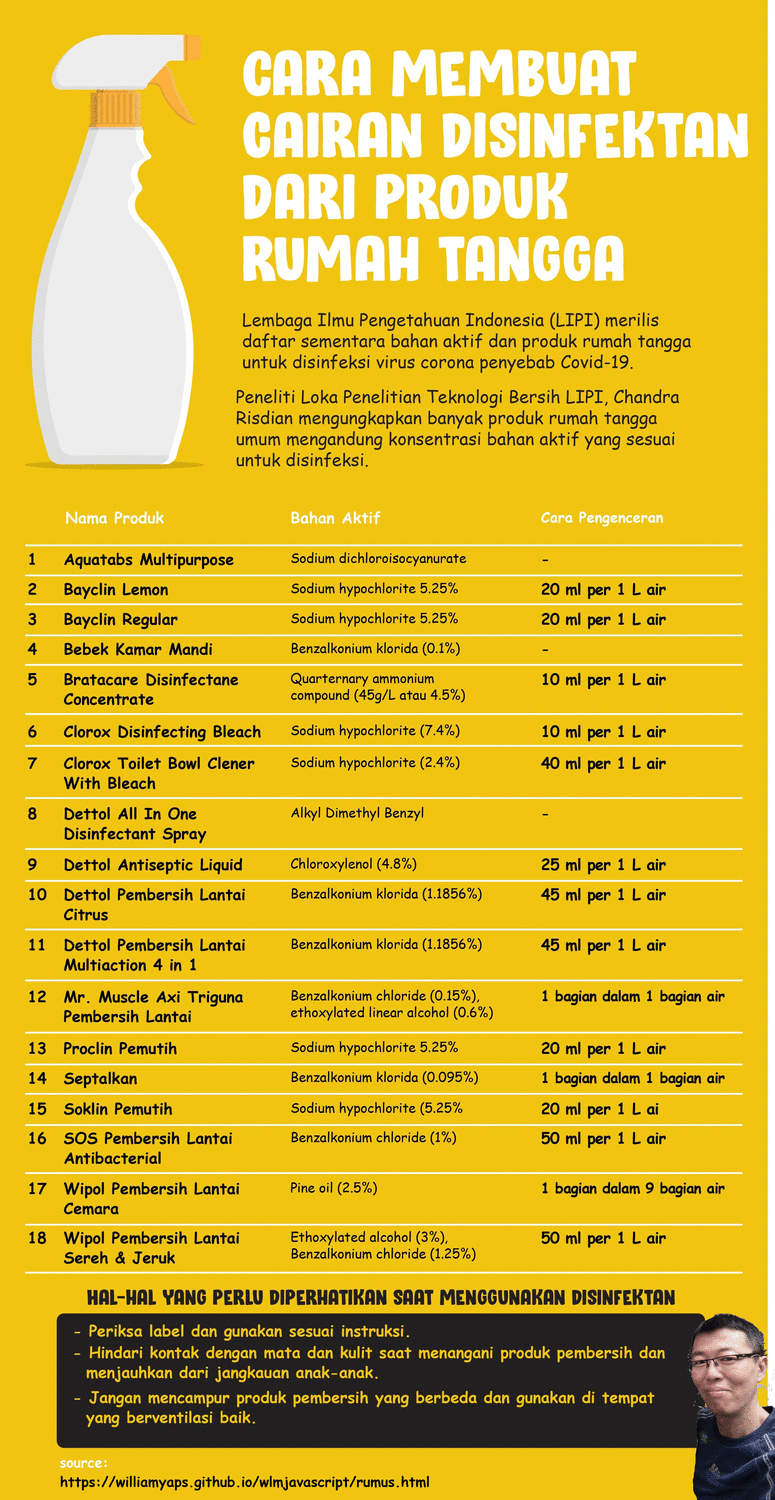 CARA MEMBUAT
CAIRAN DISINFEKTAN
DARI PRODUK
RUMAH TANGGA
Lembaga Ilmu Pengetahuan Indonesia (LIPI) merilis
daftar sementara bahan aktif dan produk rumah tangga
untuk disinfeksi virus corona penyebab Covid-19.
Peneliti Loka Penelitian Teknologi Bersih LIPI, Chandra
Risdian mengungkapkan banyak produk rumah tangga
umum mengandung konsentrasi bahan aktif yang sesuai
untuk disinfeksi.
Nama Produk Bahan Aktif Cara Pengenceran
1 Aquatabs Multipurpose Sodium dichloroisocyanurate -
2 Bayclin Lemon Sodium hypochlorite 5.25% 20 ml per 1 L air
3 Bayclin Regular Sodium hypochlorite 5.25% 20 ml per 1 L air
4 Bebek Kamar Mandi Benzalkonium klorida (0.1%) -
5 Bratacare Disinfectane Quarternary ammonium 10 ml per 1 L air
Concentrate compound (45g/L atau 4.5%)
6 Clorox Disinfecting Bleach Sodium hypochlorite (7.4%) 10 ml per 1 L air
7 Clorox Toilet Bowl Clener Sodium hypochlorite (2.4%) 40 ml per 1 L air
With Bleach
8 Dettol All In One Alkyl Dimethyl Benzyl -
Disinfectant Spray
9 Dettol Antiseptic Liquid Chloroxylenol (4.8%) 25 ml per 1 L air
10 Dettol Pembersih Lantai Benzalkonium klorida (1.1856%) 45 ml per 1 L air
Citrus
11 Dettol Pembersih Lantai Benzalkonium klorida (1.1856%) 45 ml per 1 L air
Multiaction 4 in 1
12 Mr. Muscle Axi Triguna Benzalkonium chloride (0.15%), 1 bagian dalam 1 bagian air
Pembersih Lantai ethoxylated linear alcohol (0.6%)
13 Proclin Pemutih Sodium hypochlorite 5.25% 20 ml per 1 L air
14 Septalkan Benzalkonium klorida (0.095%) 1 bagian dalam 1 bagian air
15 Soklin Pemutih Sodium hypochlorite (5.25% 20 ml per 1 L ai
16 SOS Pembersih Lantai Benzalkonium chloride (1%) 50 ml per 1 L air
Antibacterial
17 Wipol Pembersih Lantai Pine oil (2.5%) 1 bagian dalam 9 bagian air
Cemara
18 Wipol Pembersih Lantai Ethoxylated alcohol (3%), 50 ml per 1 L air
Sereh & Jeruk Benzalkonium chloride (1.25%)
HAL-HAL YANG PERLU DIPERHATIKAN SAAT MENGGUNAKAN DISINFEKTAN
- Periksa label dan gunakan sesuai instruksi.
- Hindari kontak dengan mata dan kulit saat menangani produk pembersih dan
menjauhkan dari jangkauan anak-anak.
- Jangan mencampur produk pembersih yang berbeda dan gunakan di tempat
yang berventilasi baik.
source:
https://williamyaps.github.io/wlmjavascript/rumus.html